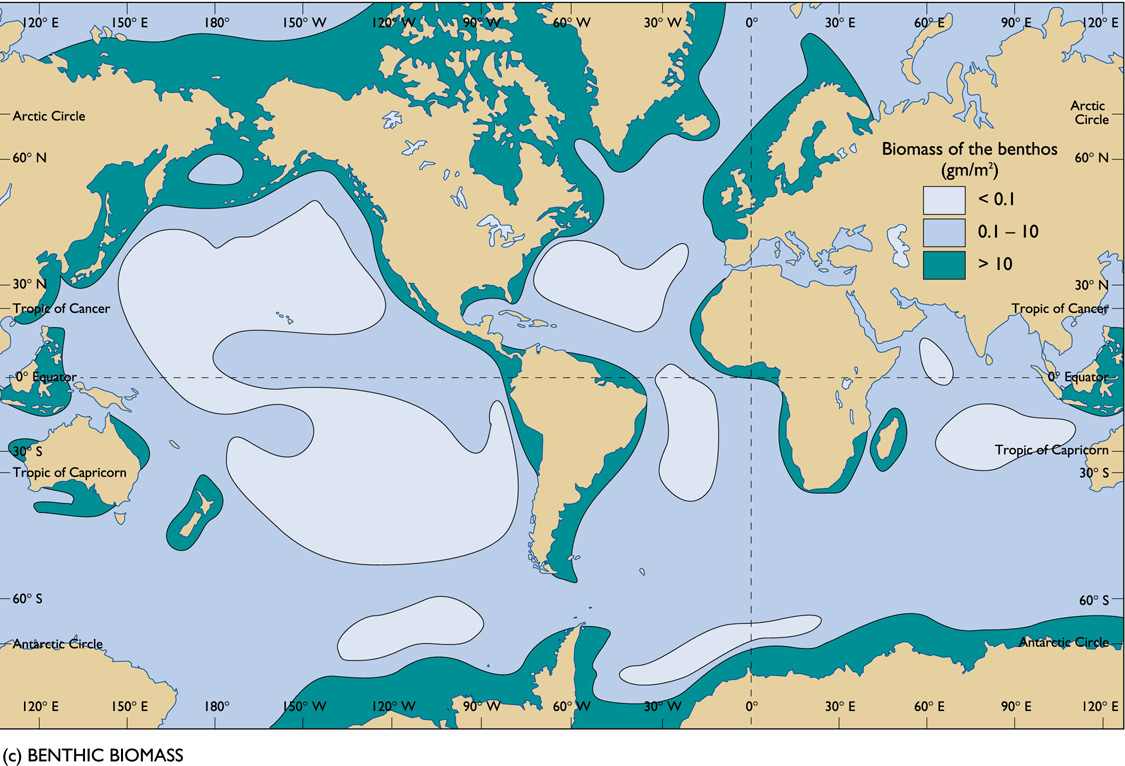 120° E 150° E 180° 150° W 120° W 90° W 60° W 30° W 0° 30° E 60° E 90° E 120° E
Arctic Circle
Arctic
Circle
60° N
60° N
Biomass of the benthos
(gm/m²)
< 0.1
0.1 – 10
> 10
30° N
30° N
Tropic of Cancer
Tropic of Cancer
0° Equator
0° Equator
30° S
Tropic of Capricorn
Tropic of Capricorn
30° S
60° S
60° S
Antarctic Circle
Antarctic Circle
120° E 150° E 180° 150° W 120° W 90° W 60° W 30° W 0° 30° E 60° E 90° E 120° E
(c) BENTHIC BIOMASS